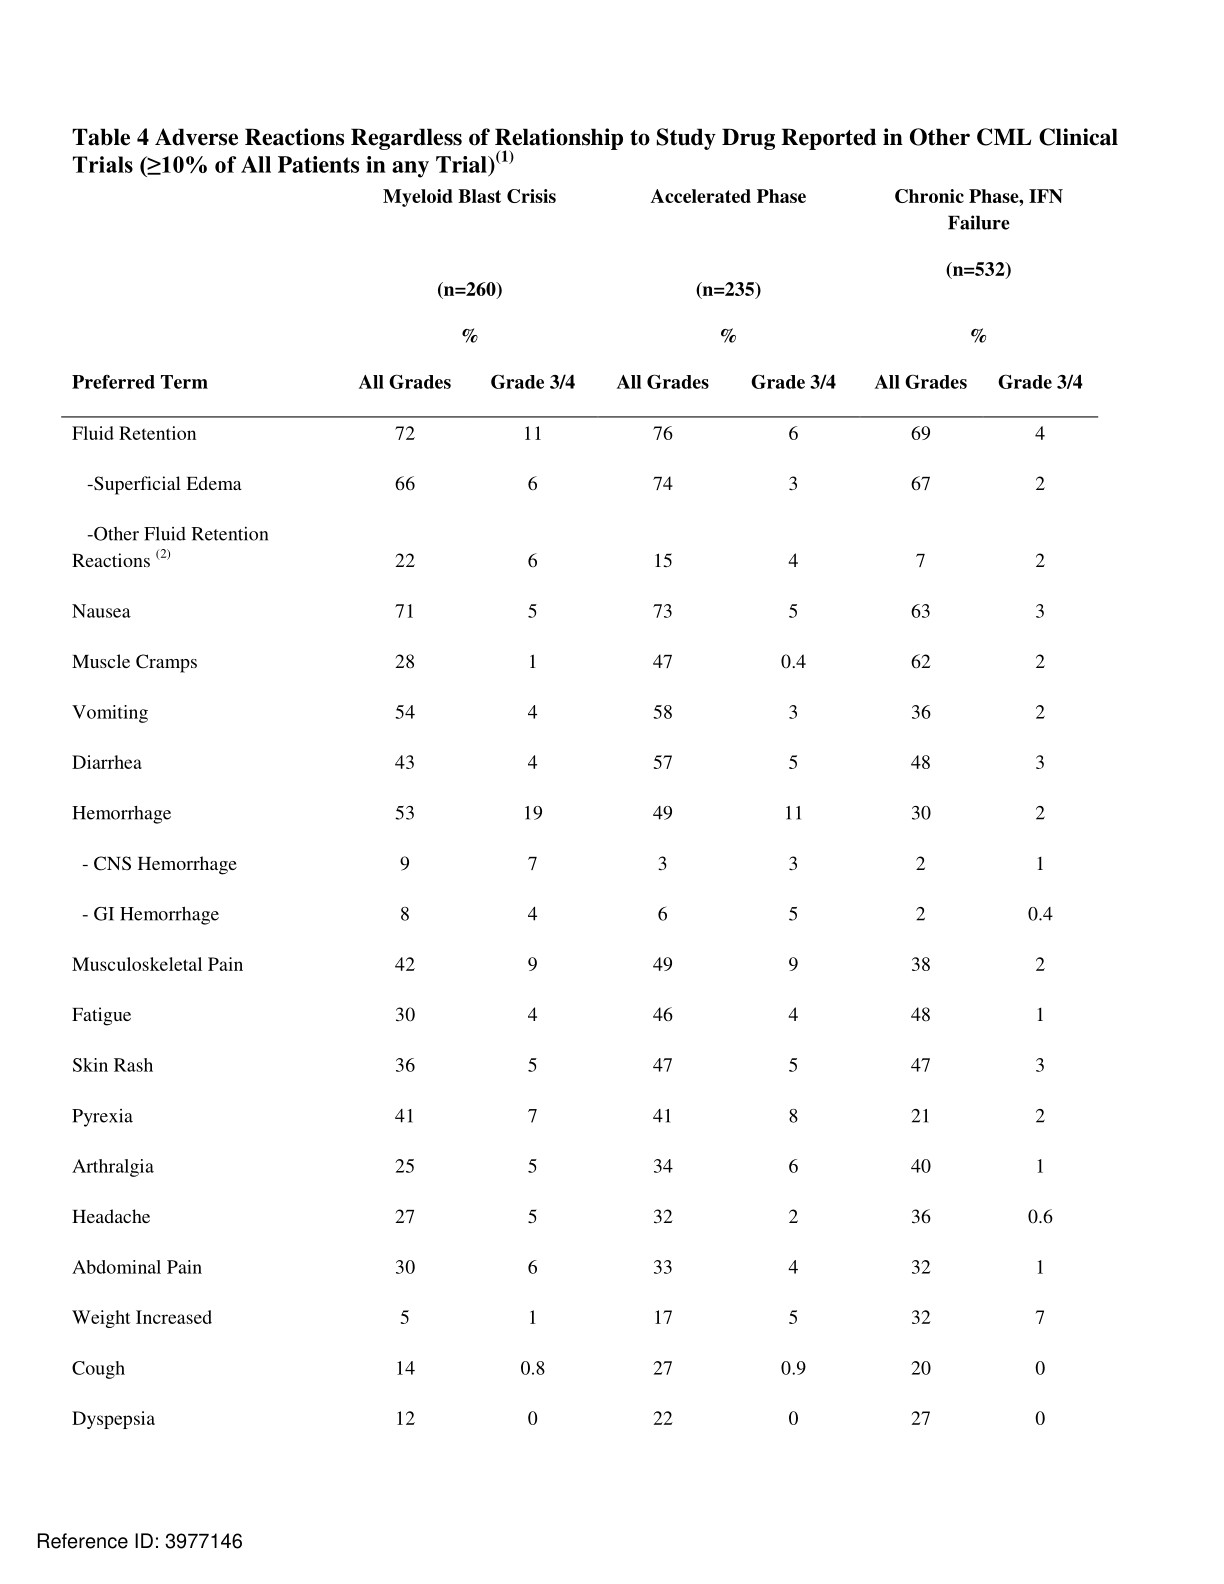 Table 4 Adverse Reactions Regardless of Relationship to Study Drug Reported in Other CML Clinical
Trials (≥10% of All Patients in any Trial)(1)
Myeloid Blast Crisis Accelerated Phase Chronic Phase, IFN
Failure
(n=532)
(n=260) (n=235)
% % %
Preferred Term All Grades Grade 3/4 All Grades Grade 3/4 All Grades Grade 3/4
Fluid Retention 72 11 76 6 69 4
-Superficial Edema 66 6 74 3 67 2
-Other Fluid Retention
Reactions (2) 22 6 15 4 7 2
Nausea 71 5 73 5 63 3
Muscle Cramps 28 1 47 0.4 62 2
Vomiting 54 4 58 3 36 2
Diarrhea 43 4 57 5 48 3
Hemorrhage 53 19 49 11 30 2
- CNS Hemorrhage 9 7 3 3 2 1
- GI Hemorrhage 8 4 6 5 2 0.4
Musculoskeletal Pain 42 9 49 9 38 2
Fatigue 30 4 46 4 48 1
Skin Rash 36 5 47 5 47 3
Pyrexia 41 7 41 8 21 2
Arthralgia 25 5 34 6 40 1
Headache 27 5 32 2 36 0.6
Abdominal Pain 30 6 33 4 32 1
Weight Increased 5 1 17 5 32 7
Cough 14 0.8 27 0.9 20 0
Dyspepsia 12 0 22 0 27 0
Reference ID: 3977146